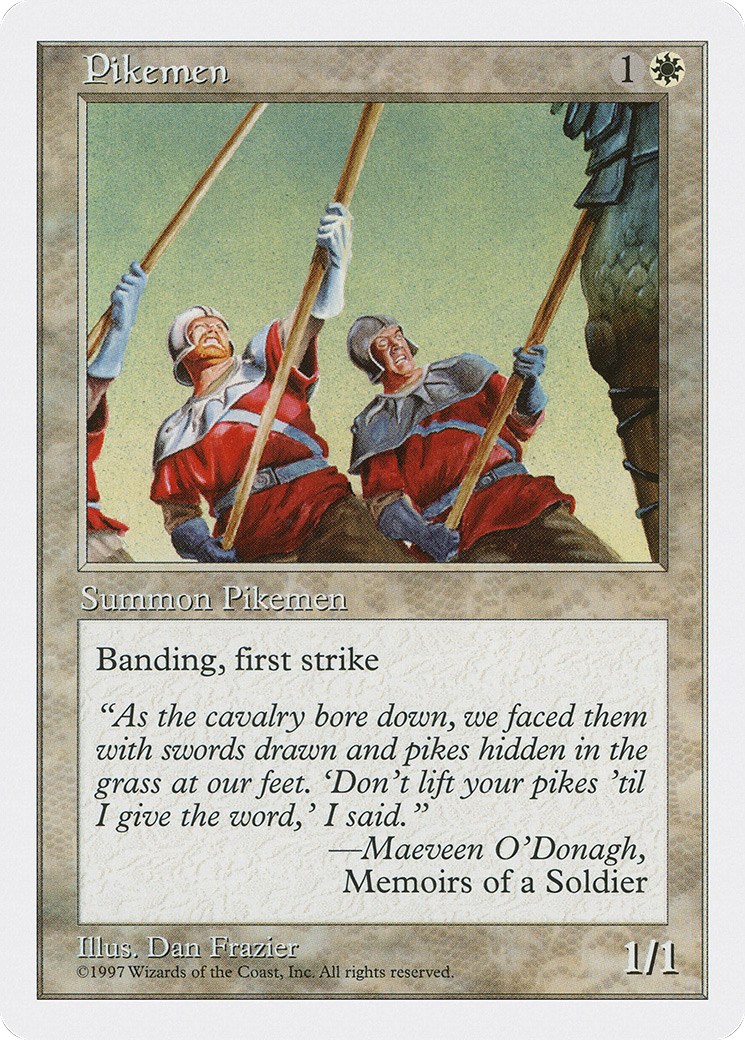 Pikemen 1
Summon Pikemen
Banding, first strike
“As the cavalry bore down, we faced them
with swords drawn and pikes hidden in the
grass at our feet. ‘Don’t lift your pikes ’til
I give the word,’ I said.”
—Maeveen O’Donagh,
Memoirs of a Soldier
Illus. Dan Frazier
©1997 Wizards of the Coast, Inc. All rights reserved.
1/1